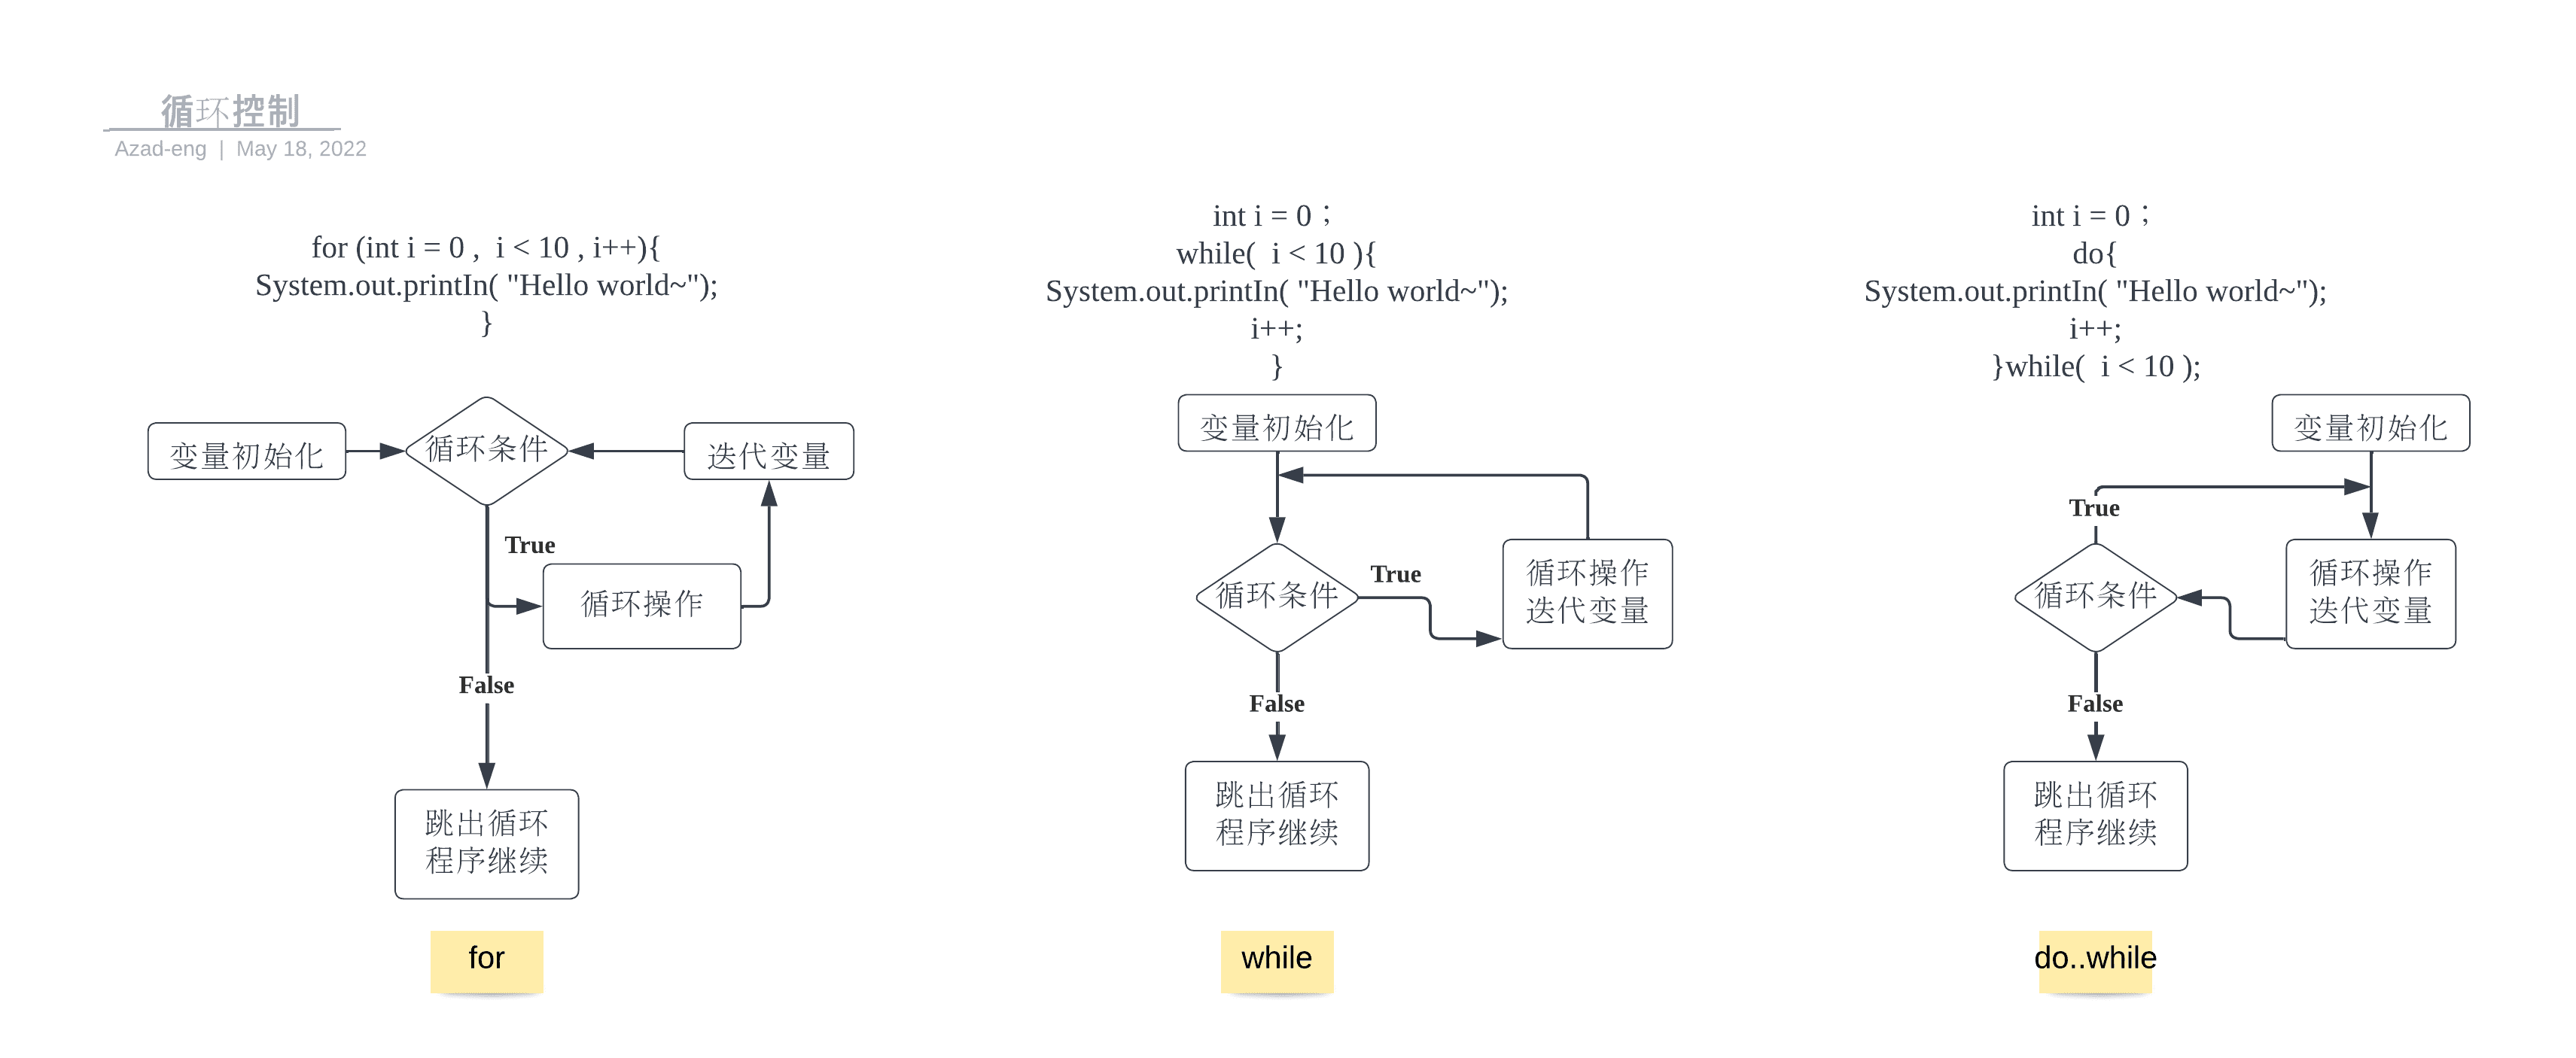 循环控制
Azad-eng | May 18, 2022
for (int i = 0 ,  i < 10 , i++){
System.out.printIn( "Hello world~");
}
变量初始化
循环条件
迭代变量
True
循环操作
False
跳出循环
程序继续
for
int i = 0；
while(  i < 10 ){
System.out.printIn( "Hello world~");
i++;
}
变量初始化
循环条件
True
循环操作
迭代变量
False
跳出循环
程序继续
while
int i = 0；
do{
System.out.printIn( "Hello world~");
i++;
}while(  i < 10 );
变量初始化
True
循环条件
循环操作
迭代变量
False
跳出循环
程序继续
do..while